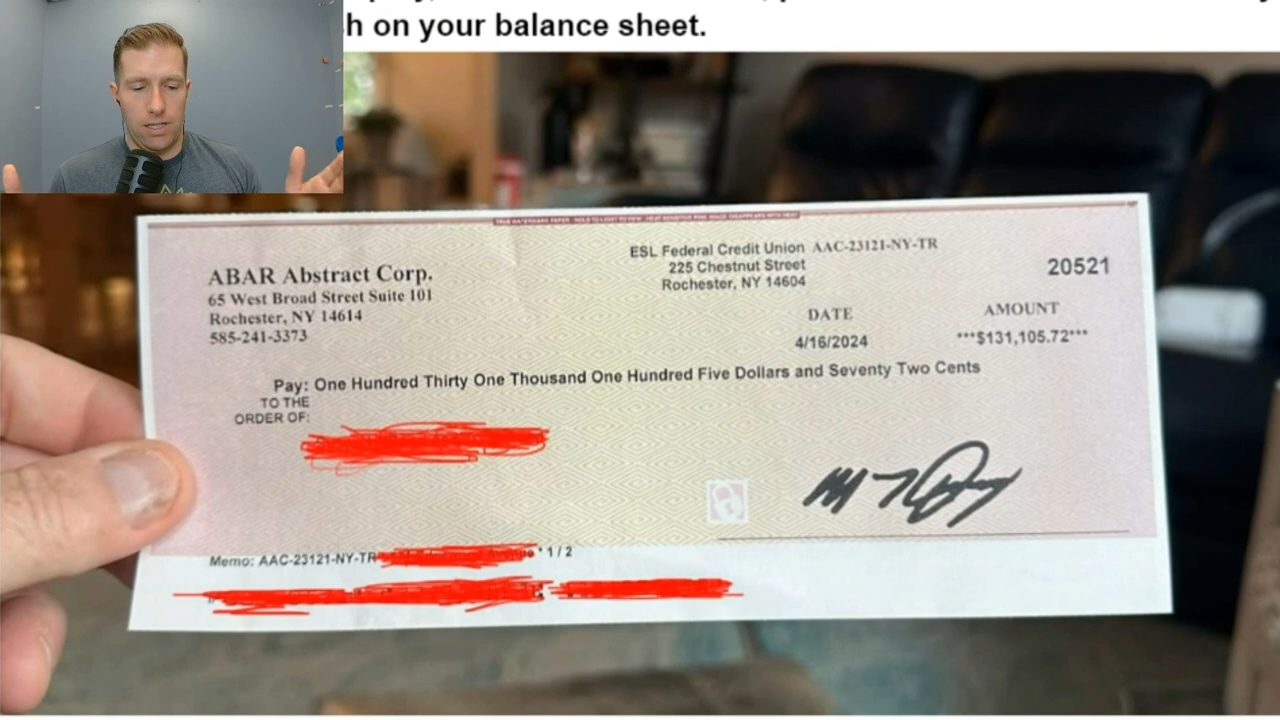 h on your balance sheet.
TRUE WATERMARK PAPER - HOLD TO LIGHT TO VIEW - HEAT SENSITIVE PINK IMAGE DISAPPEARS WITH HEAT
ABAR Abstract Corp.
65 West Broad Street Suite 101
Rochester, NY 14614
585-241-3373
ESL Federal Credit Union AAC-23121-NY-TR
225 Chestnut Street
Rochester, NY 14604
20521
DATE
4/16/2024
AMOUNT
***$131,105.72***
Pay: One Hundred Thirty One Thousand One Hundred Five Dollars and Seventy Two Cents
TO THE
ORDER OF:
Memo: AAC-23121-NY-TR * 1 / 2